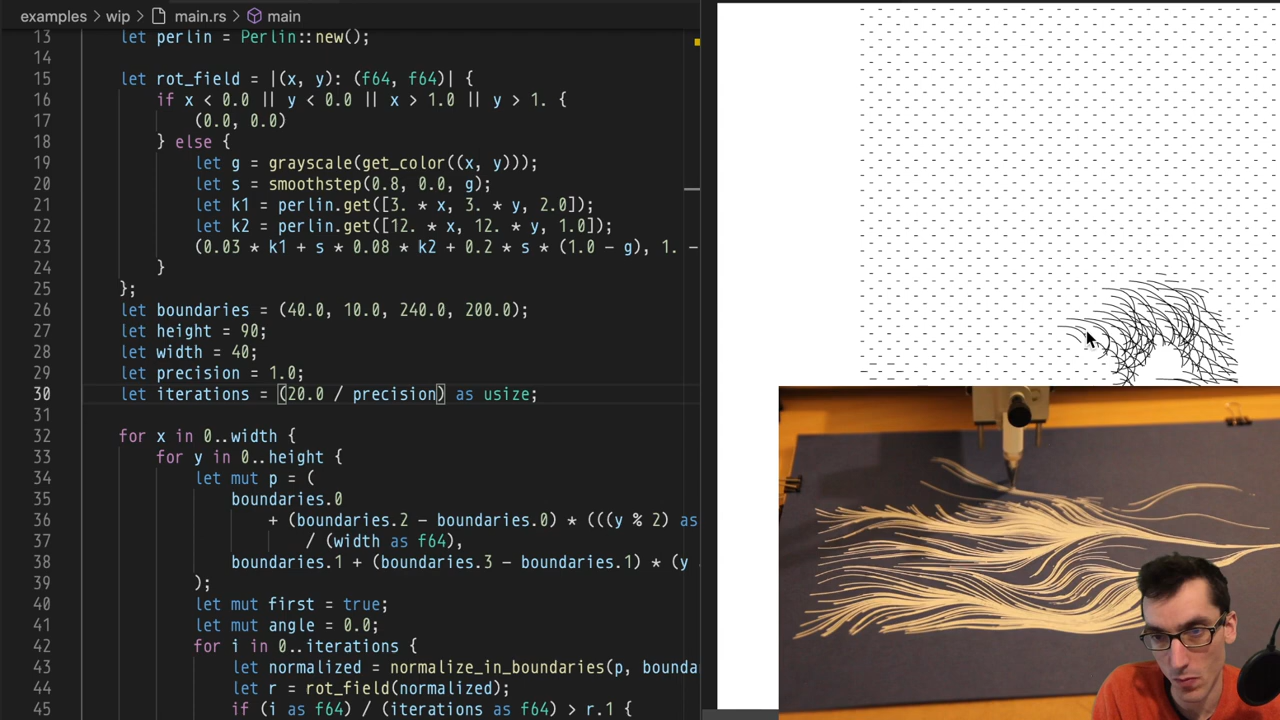 examples > wip > main.rs > main
13 let perlin = Perlin::new();
14
15 let rot_field = |(x, y): (f64, f64)| {
16 if x < 0.0 || y < 0.0 || x > 1.0 || y > 1. {
17 (0.0, 0.0)
18 } else {
19 let g = grayscale(get_color((x, y)));
20 let s = smoothstep(0.8, 0.0, g);
21 let k1 = perlin.get([3. * x, 3. * y, 2.0]);
22 let k2 = perlin.get([12. * x, 12. * y, 1.0]);
23 (0.03 * k1 + s * 0.08 * k2 + 0.2 * s * (1.0 - g), 1. -
24 }
25 };
26 let boundaries = (40.0, 10.0, 240.0, 200.0);
27 let height = 90;
28 let width = 40;
29 let precision = 1.0;
30 let iterations = (20.0 / precision) as usize;
31
32 for x in 0..width {
33 for y in 0..height {
34 let mut p = (
35 boundaries.0
36 + (boundaries.2 - boundaries.0) * (((y % 2) as
37 / (width as f64),
38 boundaries.1 + (boundaries.3 - boundaries.1) * (y
39 );
40 let mut first = true;
41 let mut angle = 0.0;
42 for i in 0..iterations {
43 let normalized = normalize_in_boundaries(p, bounda
44 let r = rot_field(normalized);
45 if (i as f64) / (iterations as f64) > r.1 {